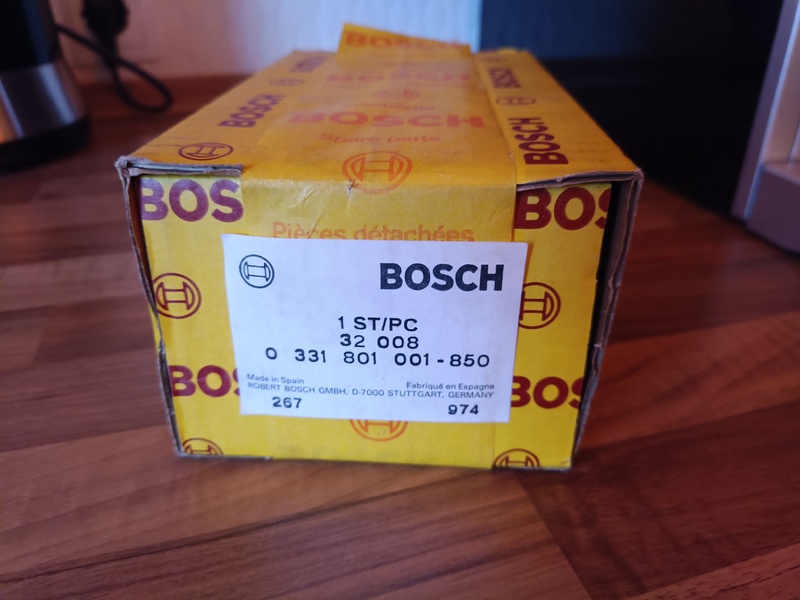 BOSCH
BOSCH
BOSCH
BOSCH
BOSCH
Spare parts
BOS
BOS
Pièces détachées
BOSCH
1 ST/PC
32 008
0 331 801 001-850
Made in Spain
Fabriqué en Espagne
ROBERT BOSCH GMBH, D-7000 STUTTGART, GERMANY
267
974
BOS
BOS